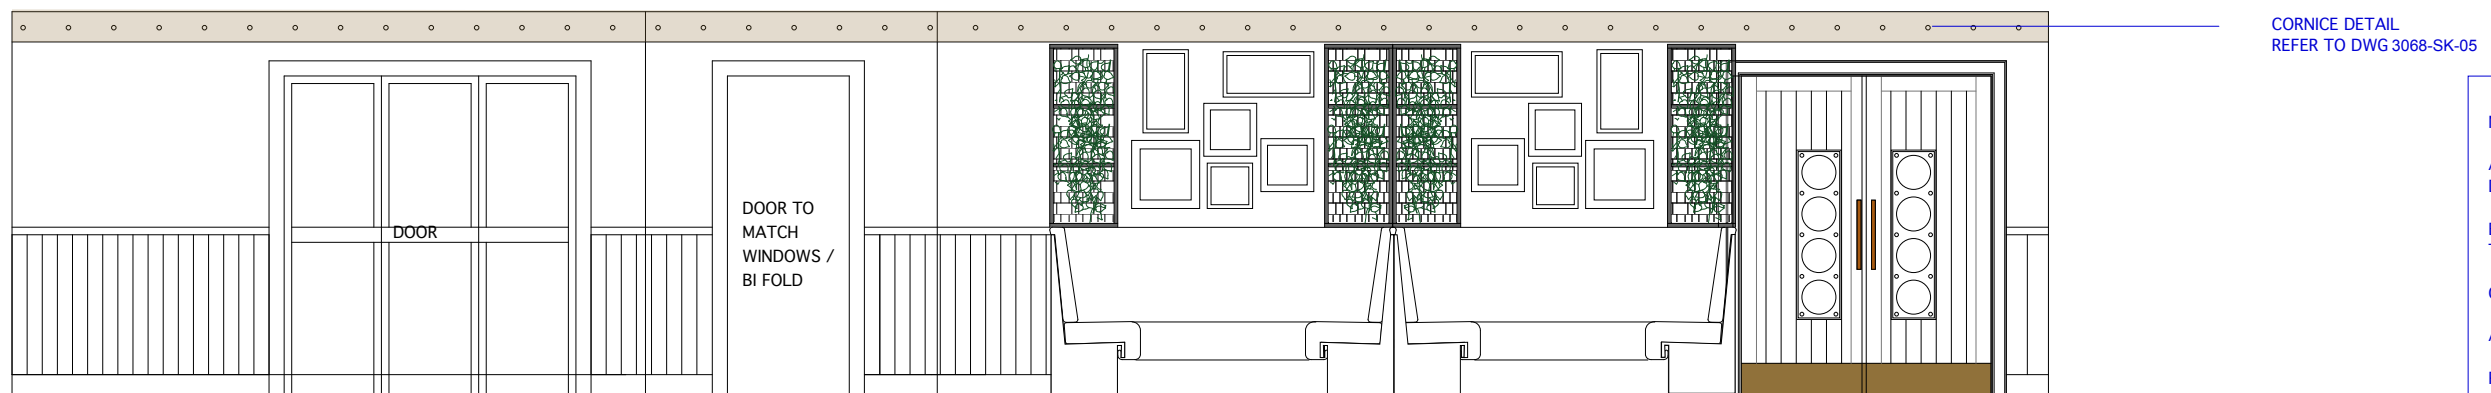 CORNICE DETAIL
REFER TO DWG 3068-SK-05
DOOR
DOOR TO
MATCH
WINDOWS /
BI FOLD